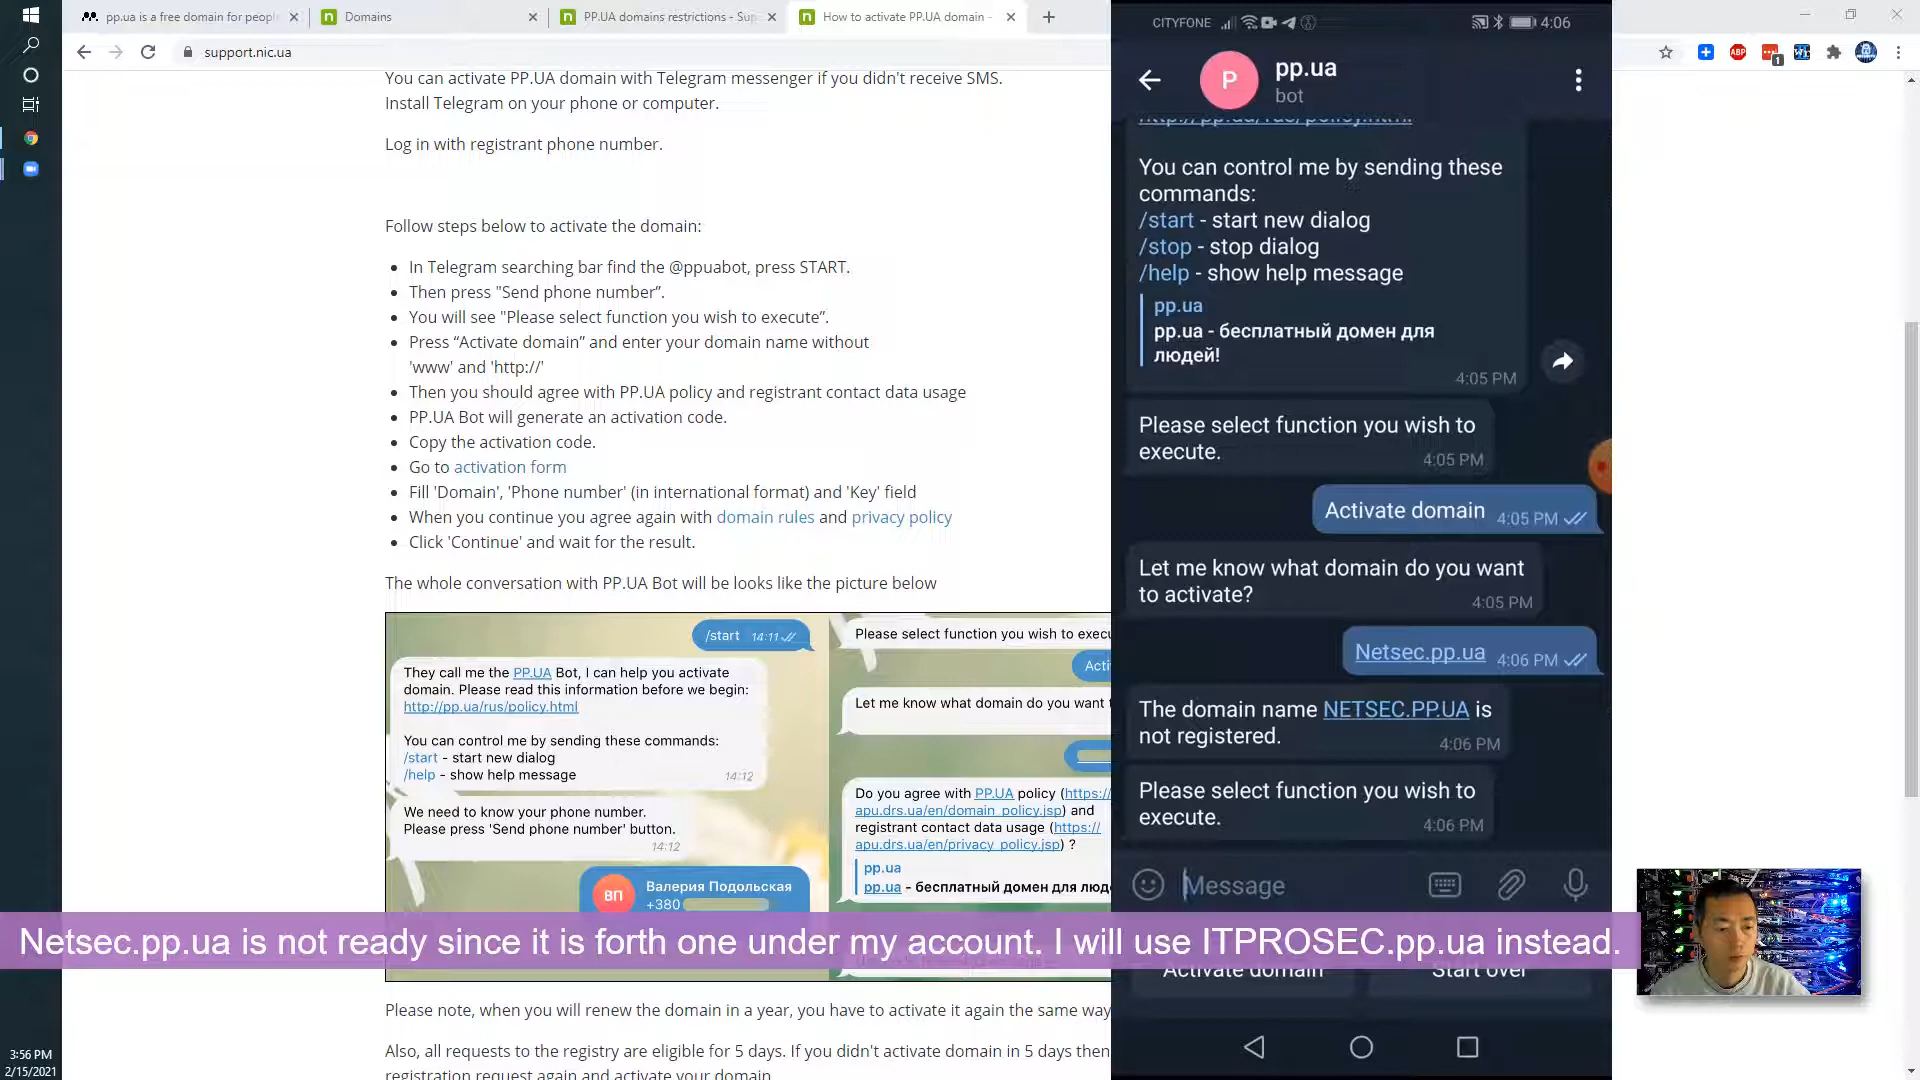 pp.ua is a free domain for peopl
Domains
PP.UA domains restrictions - Sup
How to activate PP.UA domain -
support.nic.ua
1
You can activate PP.UA domain with Telegram messenger if you didn't receive SMS.
Install Telegram on your phone or computer.
Log in with registrant phone number.
Follow steps below to activate the domain:
In Telegram searching bar find the @ppuabot, press START.
Then press "Send phone number”.
You will see "Please select function you wish to execute”.
Press “Activate domain” and enter your domain name without
'www' and 'http://'
Then you should agree with PP.UA policy and registrant contact data usage
PP.UA Bot will generate an activation code.
Copy the activation code.
Go to activation form
Fill 'Domain', 'Phone number' (in international format) and 'Key' field
When you continue you agree again with domain rules and privacy policy
Click 'Continue' and wait for the result.
The whole conversation with PP.UA Bot will be looks like the picture below
/start 14:11
They call me the PP.UA Bot, I can help you activate
domain. Please read this information before we begin:
http://pp.ua/rus/policy.html
You can control me by sending these commands:
/start - start new dialog
/help - show help message 14:12
We need to know your phone number.
Please press 'Send phone number' button.
14:12
ВП
Валерия Подольская
+380
Please select function you wish to execu
Acti
Let me know what domain do you want t
Do you agree with PP.UA policy (https://
apu.drs.ua/en/domain_policy.jsp) and
registrant contact data usage (https://
apu.drs.ua/en/privacy_policy.jsp) ?
pp.ua
pp.ua - бесплатный домен для люд
Please note, when you will renew the domain in a year, you have to activate it again the same way
Also, all requests to the registry are eligible for 5 days. If you didn't activate domain in 5 days then
registration request again and activate your domain
CITYFONE
4:06
P
pp.ua
bot
http://pp.ua/rus/policy.html
You can control me by sending these
commands:
/start - start new dialog
/stop - stop dialog
/help - show help message
pp.ua
pp.ua - бесплатный домен для
людей!
4:05 PM
Please select function you wish to
execute.
4:05 PM
Activate domain 4:05 PM
Let me know what domain do you want
to activate?
4:05 PM
Netsec.pp.ua 4:06 PM
The domain name NETSEC.PP.UA is
not registered.
4:06 PM
Please select function you wish to
execute.
4:06 PM
Message
Netsec.pp.ua is not ready since it is forth one under my account. I will use ITPROSEC.pp.ua instead.
Activate domain
Start over
3:56 PM
2/15/2021